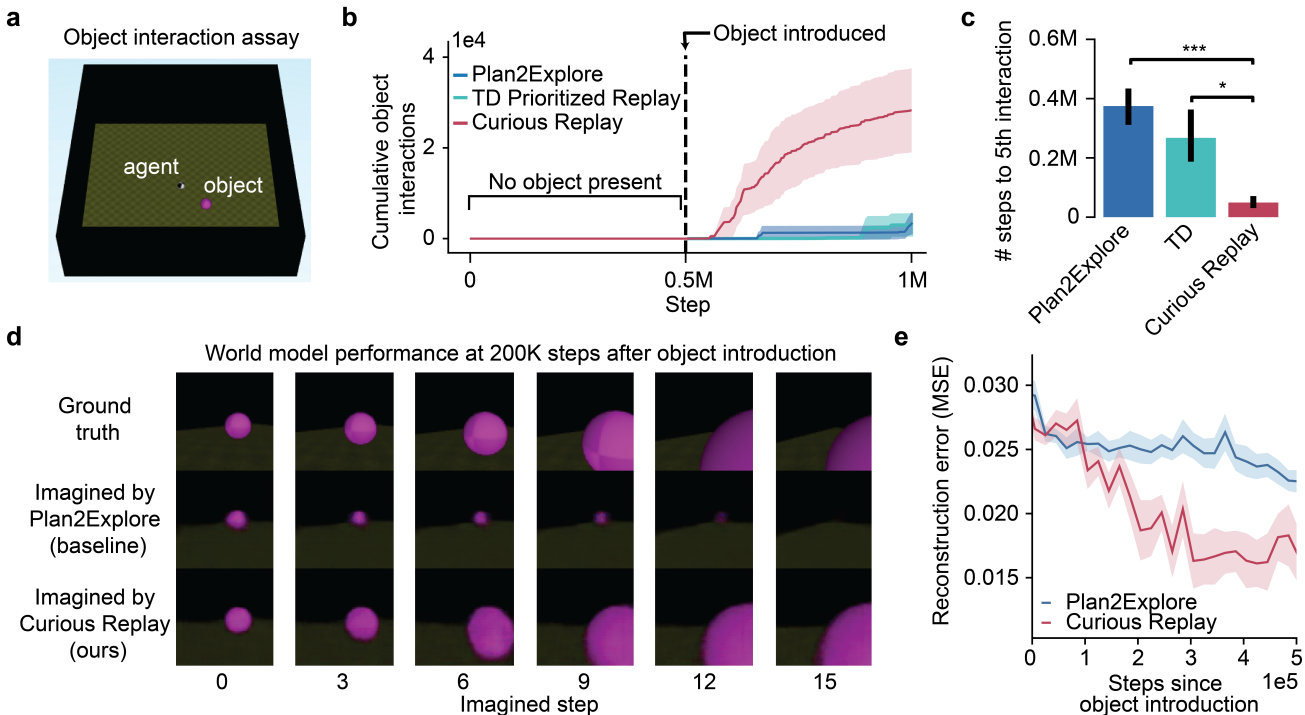 a
Object interaction assay
agent
object
b
1e4
Object introduced
Plan2Explore
TD Prioritized Replay
Curious Replay
No object present
Cumulative object
interactions
4
2
0
0
0.5M
1M
Step
c
# steps to 5th interaction
0.6M
0.4M
0.2M
0
***
*
Plan2Explore
TD
Curious Replay
d
World model performance at 200K steps after object introduction
Ground
truth
Imagined by
Plan2Explore
(baseline)
Imagined by
Curious Replay
(ours)
0
3
6
9
12
15
Imagined step
e
Reconstruction error (MSE)
0.030
0.025
0.020
0.015
Plan2Explore
Curious Replay
0
1
2
3
4
5
1e5
Steps since
object introduction